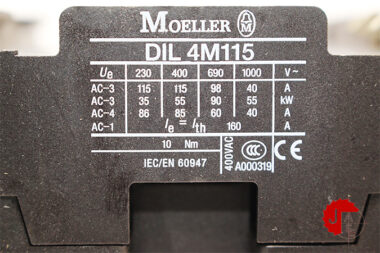 MOELLER
DIL 4M115
Ue 230 400 690 1000 V~
AC-3 115 115 98 40 A
AC-3 35 55 90 55 kW
AC-4 86 85 60 40 A
AC-1 Ie = Ith 160 A
10 Nm
IEC/EN 60947
400VAC
CCC
A000319
CE